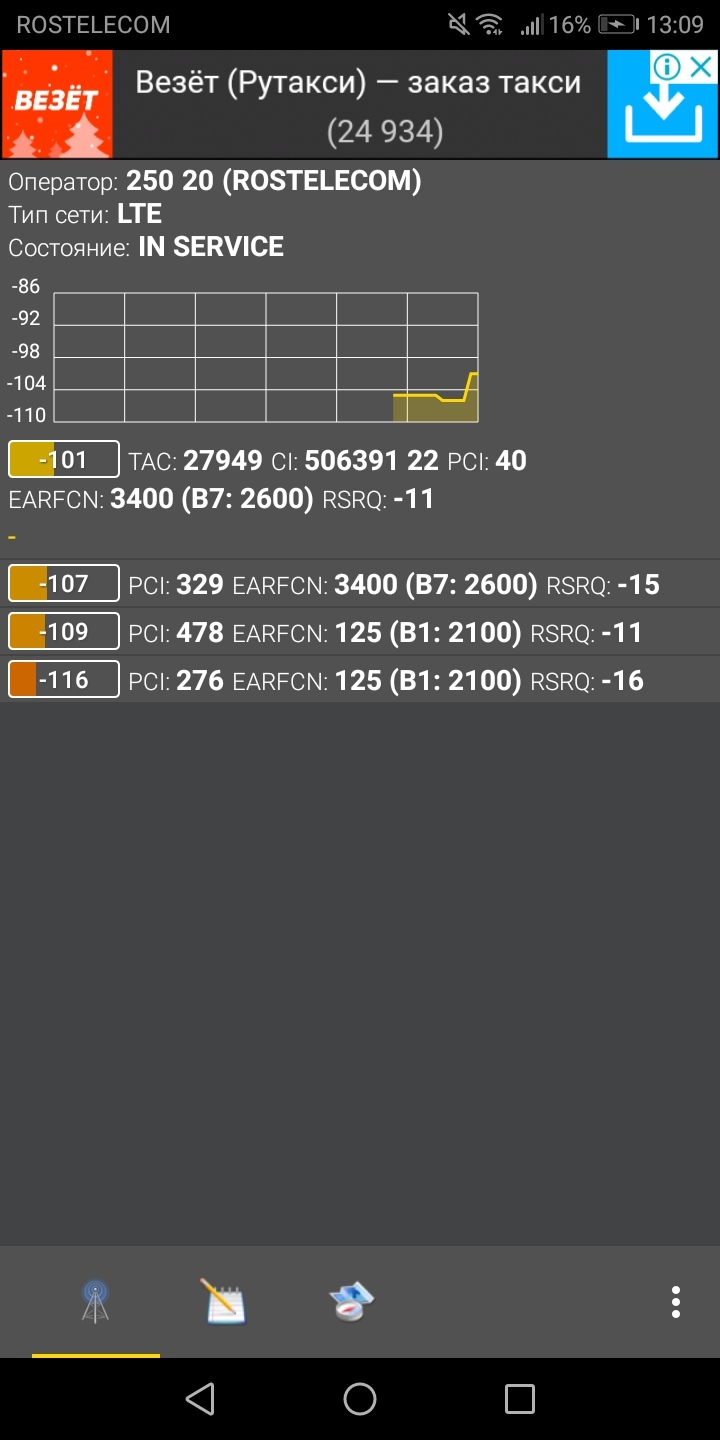 ROSTELECOM 16% 13:09
ВЕЗЁТ
Везёт (Рутакси) — заказ такси
(24 934)
Оператор: 250 20 (ROSTELECOM)
Тип сети: LTE
Состояние: IN SERVICE
-86
-92
-98
-104
-110
-101 TAC: 27949 CI: 506391 22 PCI: 40
EARFCN: 3400 (B7: 2600) RSRQ: -11
-
-107 PCI: 329 EARFCN: 3400 (B7: 2600) RSRQ: -15
-109 PCI: 478 EARFCN: 125 (B1: 2100) RSRQ: -11
-116 PCI: 276 EARFCN: 125 (B1: 2100) RSRQ: -16